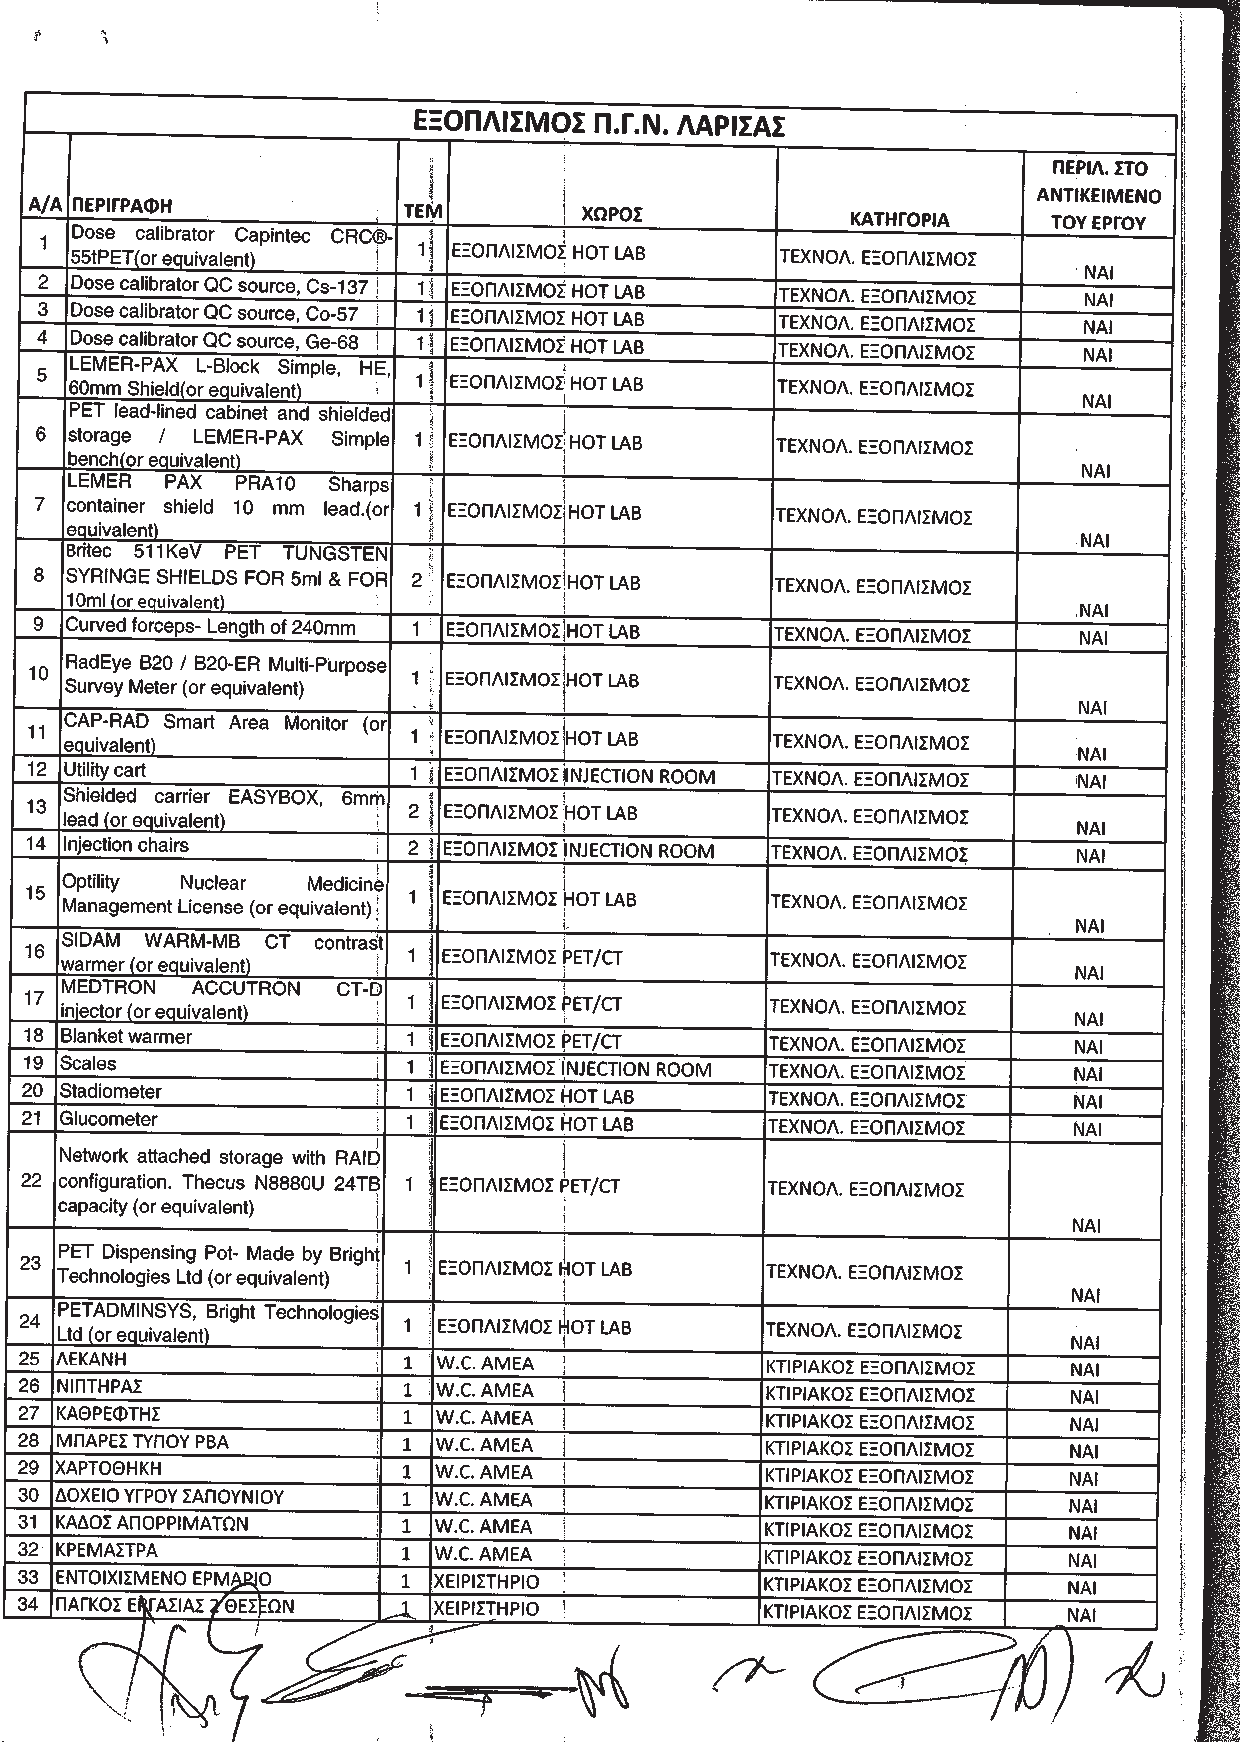 ΕΞΟΠΛΙΣΜΟΣ Π.Γ.Ν. ΛΑΡΙΣΑΣ
Α/Α ΠΕΡΙΓΡΑΦΗ ΤΕΜ ΧΩΡΟΣ ΚΑΤΗΓΟΡΙΑ ΠΕΡΙΛ. ΣΤΟ
ΑΝΤΙΚΕΙΜΕΝΟ
ΤΟΥ ΕΡΓΟΥ
1 Dose calibrator Capintec CRC®-
55tPET(or equivalent) 1 ΕΞΟΠΛΙΣΜΟΣ HOT LAB ΤΕΧΝΟΛ. ΕΞΟΠΛΙΣΜΟΣ ΝΑΙ
2 Dose calibrator QC source, Cs-137 1 ΕΞΟΠΛΙΣΜΟΣ HOT LAB ΤΕΧΝΟΛ. ΕΞΟΠΛΙΣΜΟΣ ΝΑΙ
3 Dose calibrator QC source, Co-57 1 ΕΞΟΠΛΙΣΜΟΣ HOT LAB ΤΕΧΝΟΛ. ΕΞΟΠΛΙΣΜΟΣ ΝΑΙ
4 Dose calibrator QC source, Ge-68 1 ΕΞΟΠΛΙΣΜΟΣ HOT LAB ΤΕΧΝΟΛ. ΕΞΟΠΛΙΣΜΟΣ ΝΑΙ
5 LEMER-PAX L-Block Simple, HE,
60mm Shield(or equivalent) 1 ΕΞΟΠΛΙΣΜΟΣ HOT LAB ΤΕΧΝΟΛ. ΕΞΟΠΛΙΣΜΟΣ ΝΑΙ
6 PET lead-lined cabinet and shielded
storage / LEMER-PAX Simple
bench(or equivalent) 1 ΕΞΟΠΛΙΣΜΟΣ HOT LAB ΤΕΧΝΟΛ. ΕΞΟΠΛΙΣΜΟΣ ΝΑΙ
7 LEMER PAX PRA10 Sharps
container shield 10 mm lead.(or
equivalent) 1 ΕΞΟΠΛΙΣΜΟΣ HOT LAB ΤΕΧΝΟΛ. ΕΞΟΠΛΙΣΜΟΣ ΝΑΙ
8 Britec 511KeV PET TUNGSTEN
SYRINGE SHIELDS FOR 5ml & FOR
10ml (or equivalent) 2 ΕΞΟΠΛΙΣΜΟΣ HOT LAB ΤΕΧΝΟΛ. ΕΞΟΠΛΙΣΜΟΣ ΝΑΙ
9 Curved forceps- Length of 240mm 1 ΕΞΟΠΛΙΣΜΟΣ HOT LAB ΤΕΧΝΟΛ. ΕΞΟΠΛΙΣΜΟΣ ΝΑΙ
10 RadEye B20 / B20-ER Multi-Purpose
Survey Meter (or equivalent) 1 ΕΞΟΠΛΙΣΜΟΣ HOT LAB ΤΕΧΝΟΛ. ΕΞΟΠΛΙΣΜΟΣ ΝΑΙ
11 CAP-RAD Smart Area Monitor (or
equivalent) 1 ΕΞΟΠΛΙΣΜΟΣ HOT LAB ΤΕΧΝΟΛ. ΕΞΟΠΛΙΣΜΟΣ ΝΑΙ
12 Utility cart 1 ΕΞΟΠΛΙΣΜΟΣ INJECTION ROOM ΤΕΧΝΟΛ. ΕΞΟΠΛΙΣΜΟΣ ΝΑΙ
13 Shielded carrier EASYBOX, 6mm
lead (or equivalent) 2 ΕΞΟΠΛΙΣΜΟΣ HOT LAB ΤΕΧΝΟΛ. ΕΞΟΠΛΙΣΜΟΣ ΝΑΙ
14 Injection chairs 2 ΕΞΟΠΛΙΣΜΟΣ INJECTION ROOM ΤΕΧΝΟΛ. ΕΞΟΠΛΙΣΜΟΣ ΝΑΙ
15 Optility Nuclear Medicine
Management License (or equivalent) 1 ΕΞΟΠΛΙΣΜΟΣ HOT LAB ΤΕΧΝΟΛ. ΕΞΟΠΛΙΣΜΟΣ ΝΑΙ
16 SIDAM WARM-MB CT contrast
warmer (or equivalent) 1 ΕΞΟΠΛΙΣΜΟΣ PET/CT ΤΕΧΝΟΛ. ΕΞΟΠΛΙΣΜΟΣ ΝΑΙ
17 MEDTRON ACCUTRON CT-D
injector (or equivalent) 1 ΕΞΟΠΛΙΣΜΟΣ PET/CT ΤΕΧΝΟΛ. ΕΞΟΠΛΙΣΜΟΣ ΝΑΙ
18 Blanket warmer 1 ΕΞΟΠΛΙΣΜΟΣ PET/CT ΤΕΧΝΟΛ. ΕΞΟΠΛΙΣΜΟΣ ΝΑΙ
19 Scales 1 ΕΞΟΠΛΙΣΜΟΣ INJECTION ROOM ΤΕΧΝΟΛ. ΕΞΟΠΛΙΣΜΟΣ ΝΑΙ
20 Stadiometer 1 ΕΞΟΠΛΙΣΜΟΣ HOT LAB ΤΕΧΝΟΛ. ΕΞΟΠΛΙΣΜΟΣ ΝΑΙ
21 Glucometer 1 ΕΞΟΠΛΙΣΜΟΣ HOT LAB ΤΕΧΝΟΛ. ΕΞΟΠΛΙΣΜΟΣ ΝΑΙ
22 Network attached storage with RAID
configuration. Thecus N8880U 24TB
capacity (or equivalent) 1 ΕΞΟΠΛΙΣΜΟΣ PET/CT ΤΕΧΝΟΛ. ΕΞΟΠΛΙΣΜΟΣ ΝΑΙ
23 PET Dispensing Pot- Made by Bright
Technologies Ltd (or equivalent) 1 ΕΞΟΠΛΙΣΜΟΣ HOT LAB ΤΕΧΝΟΛ. ΕΞΟΠΛΙΣΜΟΣ ΝΑΙ
24 PETADMINSYS, Bright Technologies
Ltd (or equivalent) 1 ΕΞΟΠΛΙΣΜΟΣ HOT LAB ΤΕΧΝΟΛ. ΕΞΟΠΛΙΣΜΟΣ ΝΑΙ
25 ΛΕΚΑΝΗ 1 W.C. ΑΜΕΑ ΚΤΙΡΙΑΚΟΣ ΕΞΟΠΛΙΣΜΟΣ ΝΑΙ
26 ΝΙΠΤΗΡΑΣ 1 W.C. ΑΜΕΑ ΚΤΙΡΙΑΚΟΣ ΕΞΟΠΛΙΣΜΟΣ ΝΑΙ
27 ΚΑΘΡΕΦΤΗΣ 1 W.C. ΑΜΕΑ ΚΤΙΡΙΑΚΟΣ ΕΞΟΠΛΙΣΜΟΣ ΝΑΙ
28 ΜΠΑΡΕΣ ΤΥΠΟΥ PBA 1 W.C. ΑΜΕΑ ΚΤΙΡΙΑΚΟΣ ΕΞΟΠΛΙΣΜΟΣ ΝΑΙ
29 ΧΑΡΤΟΘΗΚΗ 1 W.C. ΑΜΕΑ ΚΤΙΡΙΑΚΟΣ ΕΞΟΠΛΙΣΜΟΣ ΝΑΙ
30 ΔΟΧΕΙΟ ΥΓΡΟΥ ΣΑΠΟΥΝΙΟΥ 1 W.C. ΑΜΕΑ ΚΤΙΡΙΑΚΟΣ ΕΞΟΠΛΙΣΜΟΣ ΝΑΙ
31 ΚΑΔΟΣ ΑΠΟΡΡΙΜΑΤΩΝ 1 W.C. ΑΜΕΑ ΚΤΙΡΙΑΚΟΣ ΕΞΟΠΛΙΣΜΟΣ ΝΑΙ
32 ΚΡΕΜΑΣΤΡΑ 1 W.C. ΑΜΕΑ ΚΤΙΡΙΑΚΟΣ ΕΞΟΠΛΙΣΜΟΣ ΝΑΙ
33 ΕΝΤΟΙΧΙΣΜΕΝΟ ΕΡΜΑΡΙΟ 1 ΧΕΙΡΙΣΤΗΡΙΟ ΚΤΙΡΙΑΚΟΣ ΕΞΟΠΛΙΣΜΟΣ ΝΑΙ
34 ΠΑΓΚΟΣ ΕΡΓΑΣΙΑΣ 2 ΘΕΣΕΩΝ 1 ΧΕΙΡΙΣΤΗΡΙΟ ΚΤΙΡΙΑΚΟΣ ΕΞΟΠΛΙΣΜΟΣ ΝΑΙ